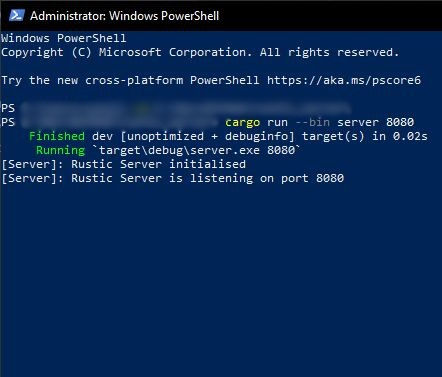 Administrator: Windows PowerShell
Windows PowerShell
Copyright (C) Microsoft Corporation. All rights reserved.
Try the new cross-platform PowerShell https://aka.ms/pscore6
PS
PS cargo run --bin server 8080
Finished dev [unoptimized + debuginfo] target(s) in 0.02s
Running `target\debug\server.exe 8080`
[Server]: Rustic Server initialised
[Server]: Rustic Server is listening on port 8080